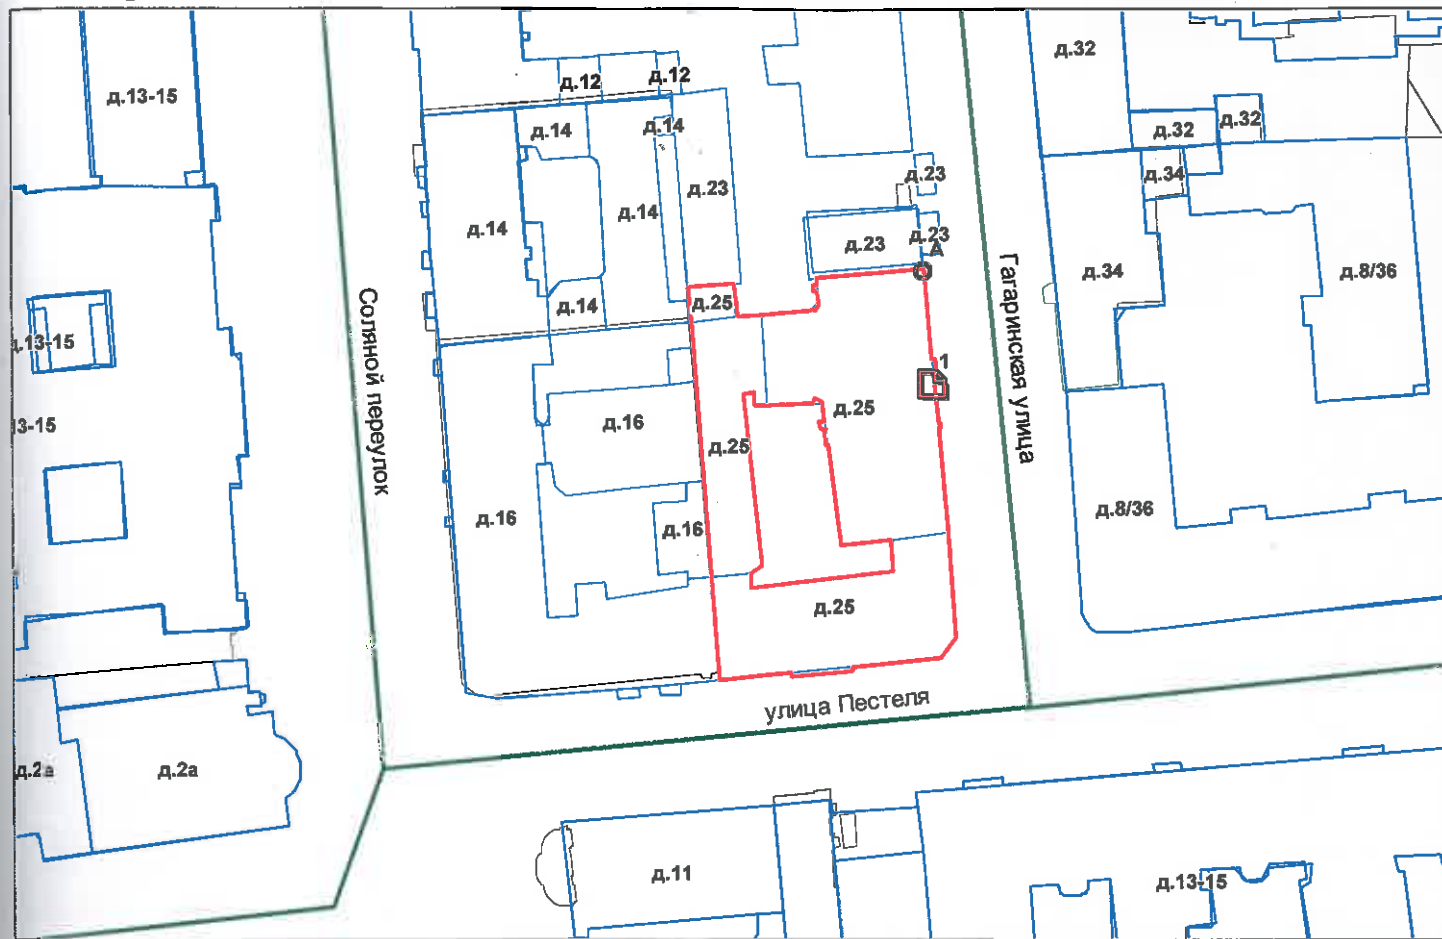 д.32
д.12
д.12
д.13-15
д.32
д.32
д.14
д.14
д.34
д.23
д.23
д.14
д.14
д.23
д.23
А
д.34
д.8/36
Гагаринская улица
Соляной переулок
д.14
д.25
д.13-15
1
д.25
13-15
д.16
д.25
д.16
д.16
д.8/36
д.25
улица Пестеля
д.2а
д.2а
д.11
д.13-15